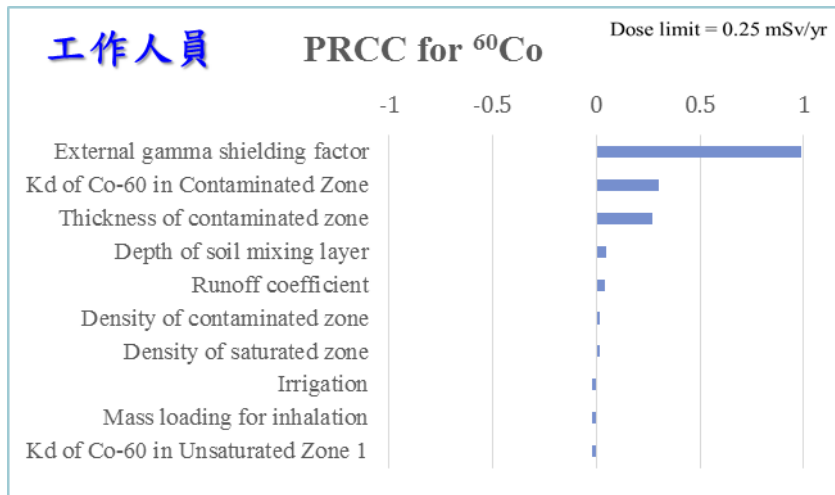 工作人員
PRCC for ⁶⁰Co
Dose limit = 0.25 mSv/yr
-1 -0.5 0 0.5 1
External gamma shielding factor
Kd of Co-60 in Contaminated Zone
Thickness of contaminated zone
Depth of soil mixing layer
Runoff coefficient
Density of contaminated zone
Density of saturated zone
Irrigation
Mass loading for inhalation
Kd of Co-60 in Unsaturated Zone 1